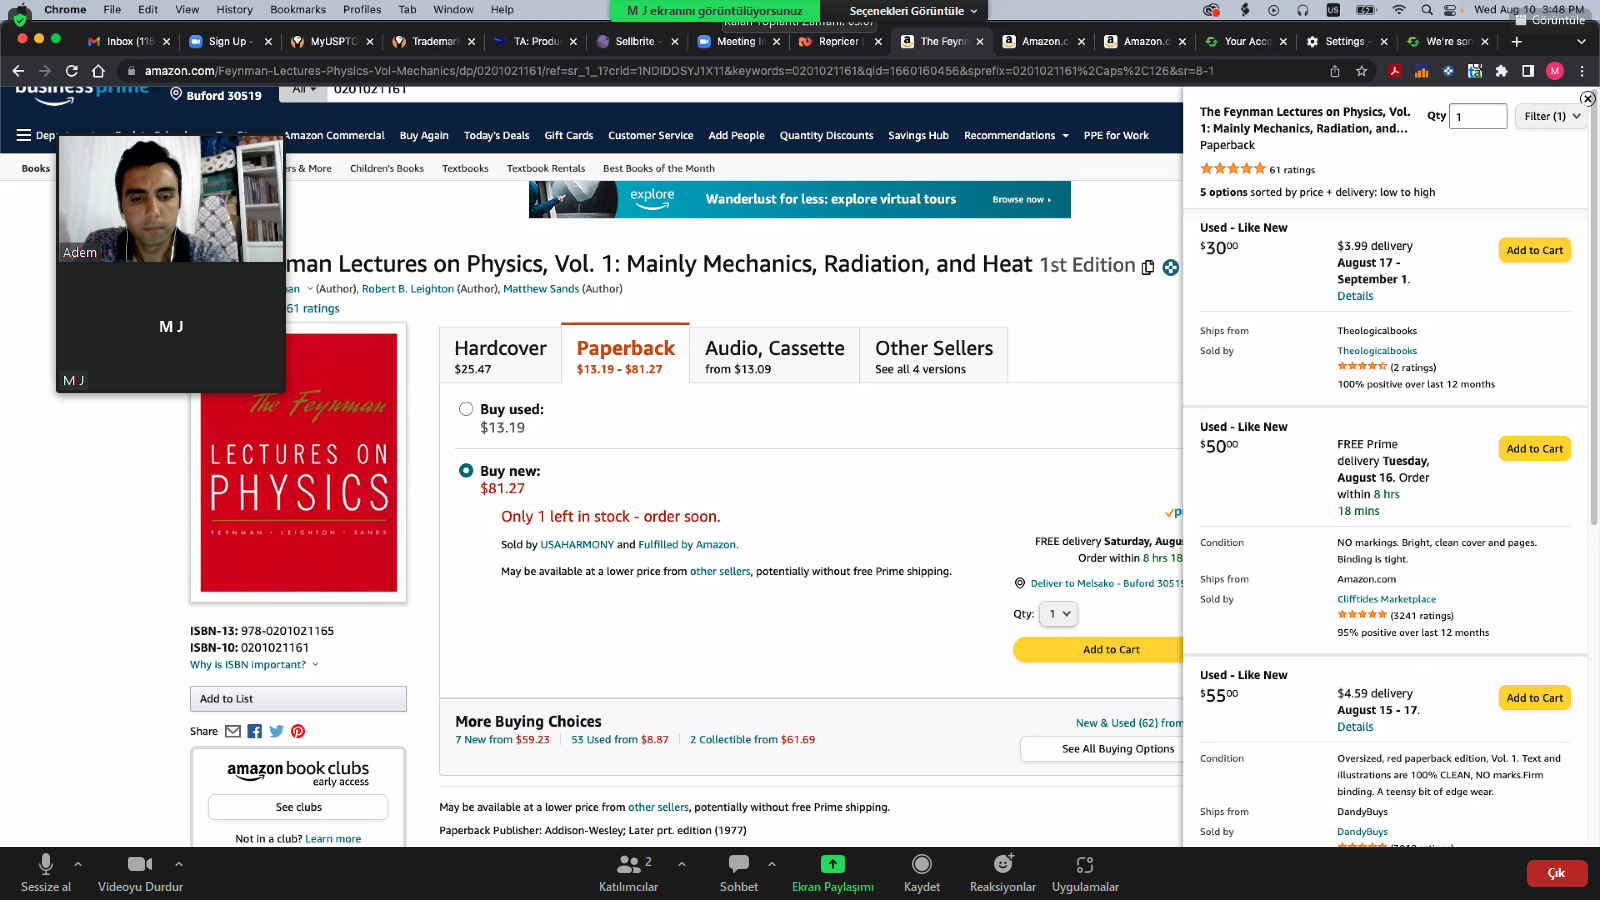 Chrome File Edit View History Bookmarks Profiles Tab Window Help
M J ekranını görüntülüyorsunuz
Seçenekleri Görüntüle
Wed Aug 10 3:48 PM
Görüntüle
Inbox (115
Sign Up -
MyUSPTO
Trademark
TA: Produ
Sellbrite -
Meeting In
Repricer |
The Feynm
Amazon.c
Amazon.c
Your Acco
Settings -
We're sor
amazon.com/Feynman-Lectures-Physics-Vol-Mechanics/dp/0201021161/ref=sr_1_1?crid=1NDIDDSYJ1X11&keywords=0201021161&qid=1660160456&sprefix=0201021161%2Caps%2C126&sr=8-1
M
business prime
Buford 30519
All
0201021161
Amazon Commercial Buy Again Today's Deals Gift Cards Customer Service Add People Quantity Discounts Savings Hub Recommendations PPE for Work
Books
ers & More Children's Books Textbooks Textbook Rentals Best Books of the Month
explore Wanderlust for less: explore virtual tours Browse now
Adem
M J
M J
man Lectures on Physics, Vol. 1: Mainly Mechanics, Radiation, and Heat 1st Edition
nan (Author), Robert B. Leighton (Author), Matthew Sands (Author)
61 ratings
The Feynman
LECTURES ON
PHYSICS
FEYNMAN · LEIGHTON · SANDS
ISBN-13: 978-0201021165
ISBN-10: 0201021161
Why is ISBN important?
Add to List
Share
amazon book clubs
early access
See clubs
Not in a club? Learn more
Hardcover
$25.47
Paperback
$13.19 - $81.27
Audio, Cassette
from $13.09
Other Sellers
See all 4 versions
Buy used:
$13.19
Buy new:
$81.27
Only 1 left in stock - order soon.
Sold by USAHARMONY and Fulfilled by Amazon.
May be available at a lower price from other sellers, potentially without free Prime shipping.
FREE delivery Saturday, Augus
Order within 8 hrs 18
Deliver to Melsako - Buford 30519
Qty: 1
Add to Cart
More Buying Choices
7 New from $59.23 53 Used from $8.87 2 Collectible from $61.69
New & Used (62) from
See All Buying Options
May be available at a lower price from other sellers, potentially without free Prime shipping.
Paperback Publisher: Addison-Wesley; Later prt. edition (1977)
The Feynman Lectures on Physics, Vol.
1: Mainly Mechanics, Radiation, and...
Paperback
Qty 1
Filter (1)
61 ratings
5 options sorted by price + delivery: low to high
Used - Like New
$30 00
$3.99 delivery
August 17 -
September 1.
Details
Add to Cart
Ships from Theologicalbooks
Sold by Theologicalbooks
(2 ratings)
100% positive over last 12 months
Used - Like New
$50 00
FREE Prime
delivery Tuesday,
August 16. Order
within 8 hrs
18 mins
Add to Cart
Condition NO markings. Bright, clean cover and pages.
Binding is tight.
Ships from Amazon.com
Sold by Clifftides Marketplace
(3241 ratings)
95% positive over last 12 months
Used - Like New
$55 00
$4.59 delivery
August 15 - 17.
Details
Add to Cart
Condition Oversized, red paperback edition, Vol. 1. Text and
illustrations are 100% CLEAN, NO marks.Firm
binding. A teensy bit of edge wear.
Ships from DandyBuys
Sold by DandyBuys
Sessize al
Videoyu Durdur
2
Katılımcılar
Sohbet
Ekran Paylaşımı
Kaydet
Reaksiyonlar
Uygulamalar
Çık